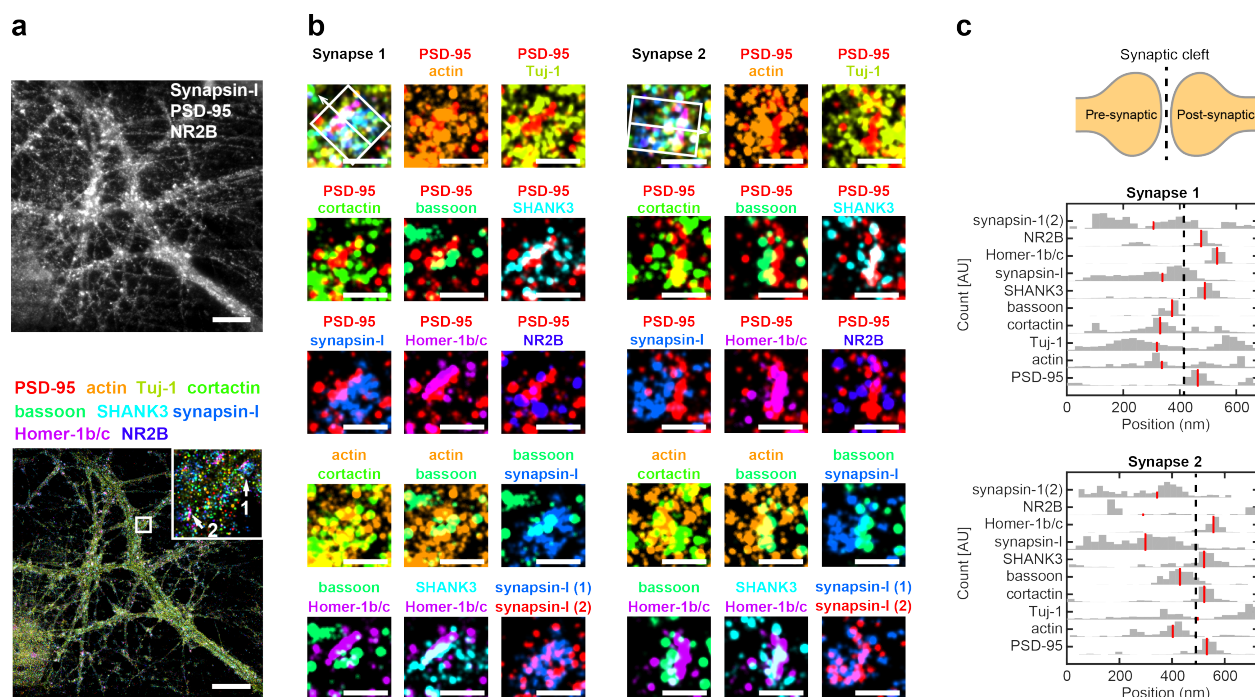 a
Synapsin-I
PSD-95
NR2B
PSD-95 actin Tuj-1 cortactin
bassoon SHANK3 synapsin-I
Homer-1b/c NR2B
1
2
b
Synapse 1 PSD-95 PSD-95 Synapse 2 PSD-95 PSD-95
actin Tuj-1 actin Tuj-1
PSD-95 PSD-95 PSD-95 PSD-95 PSD-95 PSD-95
cortactin bassoon SHANK3 cortactin bassoon SHANK3
PSD-95 PSD-95 PSD-95 PSD-95 PSD-95 PSD-95
synapsin-I Homer-1b/c NR2B synapsin-I Homer-1b/c NR2B
actin actin bassoon actin actin bassoon
cortactin bassoon synapsin-I cortactin bassoon synapsin-I
bassoon SHANK3 synapsin-I (1) bassoon SHANK3 synapsin-I (1)
Homer-1b/c Homer-1b/c synapsin-I (2) Homer-1b/c Homer-1b/c synapsin-I (2)
c
Synaptic cleft
Pre-synaptic Post-synaptic
Synapse 1
Count [AU]
synapsin-1(2)
NR2B
Homer-1b/c
synapsin-I
SHANK3
bassoon
cortactin
Tuj-1
actin
PSD-95
0 200 400 600
Position (nm)
Synapse 2
Count [AU]
synapsin-1(2)
NR2B
Homer-1b/c
synapsin-I
SHANK3
bassoon
cortactin
Tuj-1
actin
PSD-95
0 200 400 600
Position (nm)